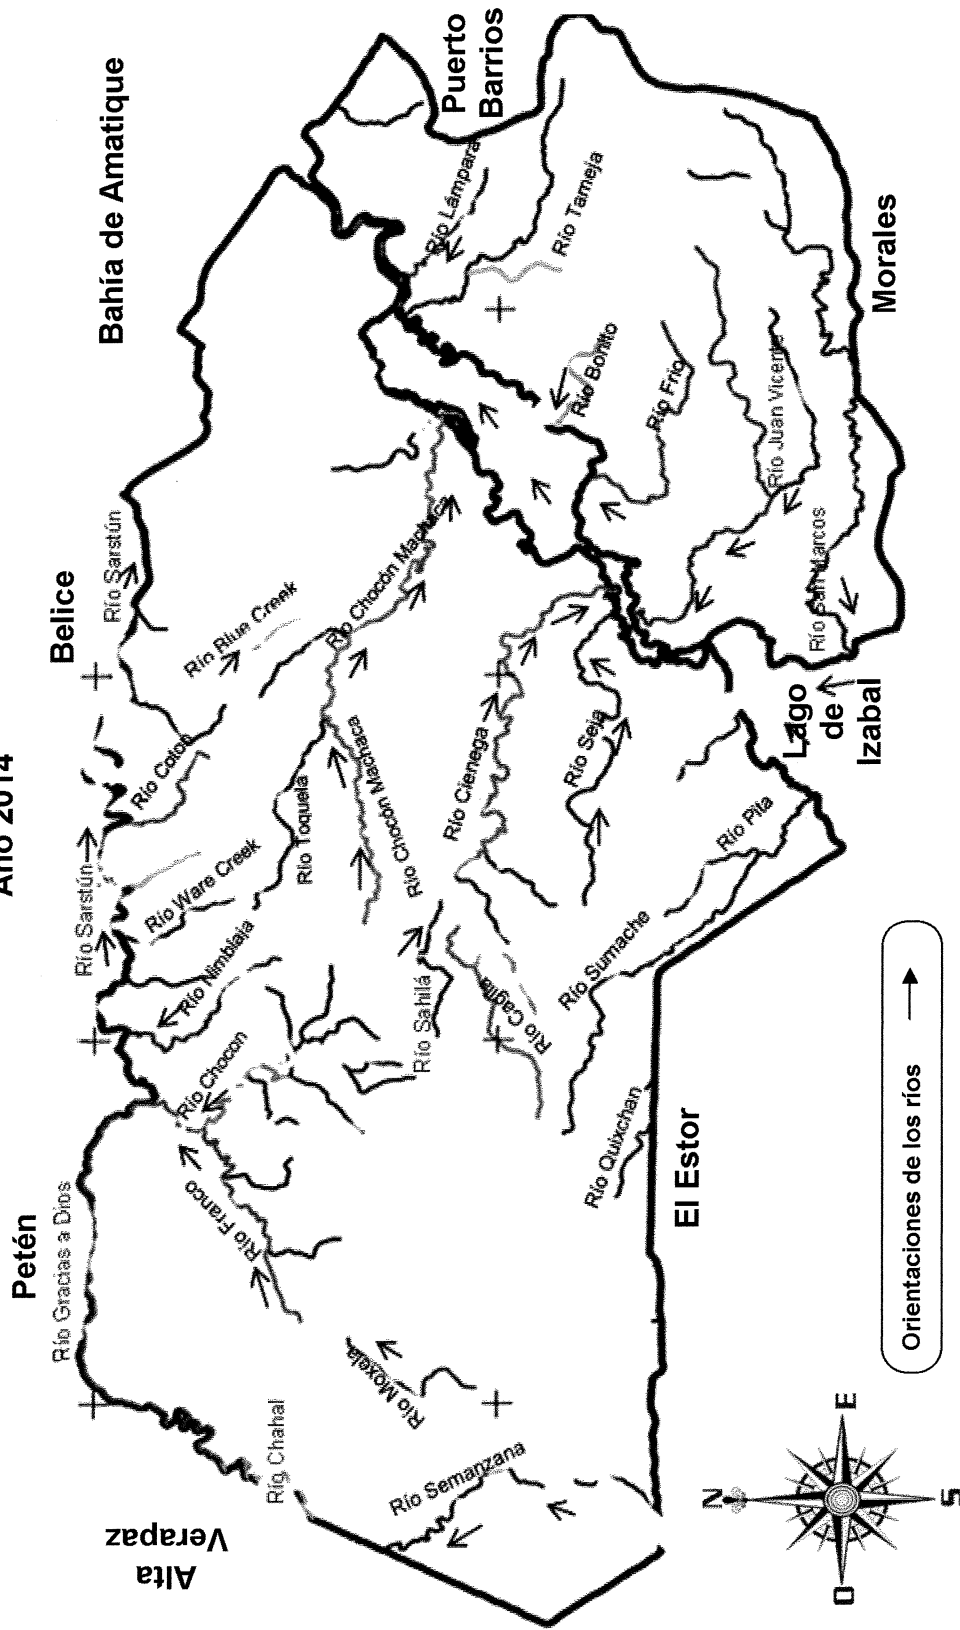 Año 2014
Petén
Belice
Bahía de Amatique
Río Gracias a Dios
Río Sarstún
Río Sarstún
Alta
Verapaz
Río Chocon
Río Nimblaja
Río Ware Creek
Río Coton
Río Blue Creek
Río Franco
Río Chahal
Río Toquela
Río Chocón Machaca
Río Chocón Machaca
Río Moxela
Río Semanzana
Río Sahilá
Río Cienega
Río Lámpara
Puerto
Barrios
Río Caglla
Río Sumache
Río Seja
Río Bonito
Río Tameja
Río Quixchan
Río Frio
Río Pita
Río Juan Vicente
El Estor
Lago
de
Izabal
Río San Marcos
Morales
N
O
E
S
Orientaciones de los ríos